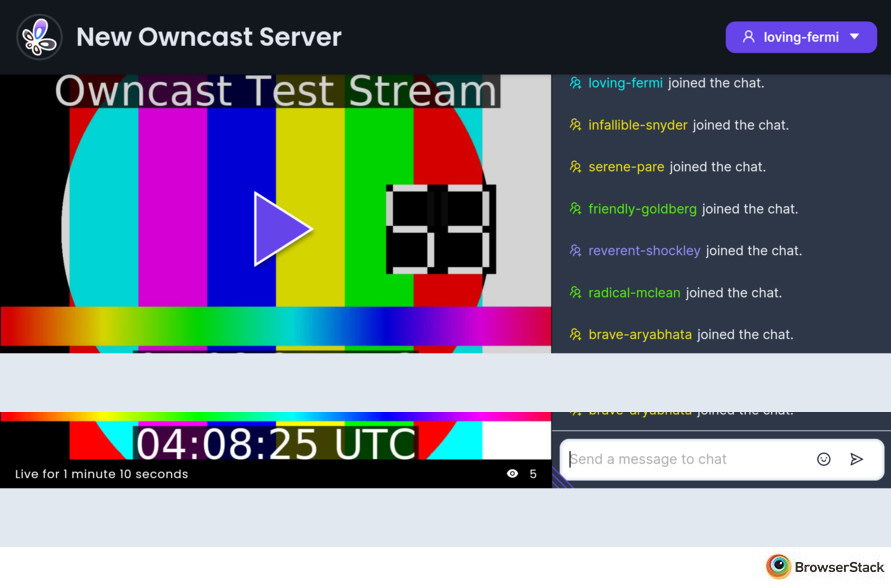 New Owncast Server
loving-fermi
Owncast Test Stream
loving-fermi joined the chat.
infallible-snyder joined the chat.
serene-pare joined the chat.
friendly-goldberg joined the chat.
reverent-shockley joined the chat.
radical-mclean joined the chat.
brave-aryabhata joined the chat.
brave-aryabhata joined the chat.
04:08:25 UTC
Live for 1 minute 10 seconds
5
Send a message to chat
BrowserStack